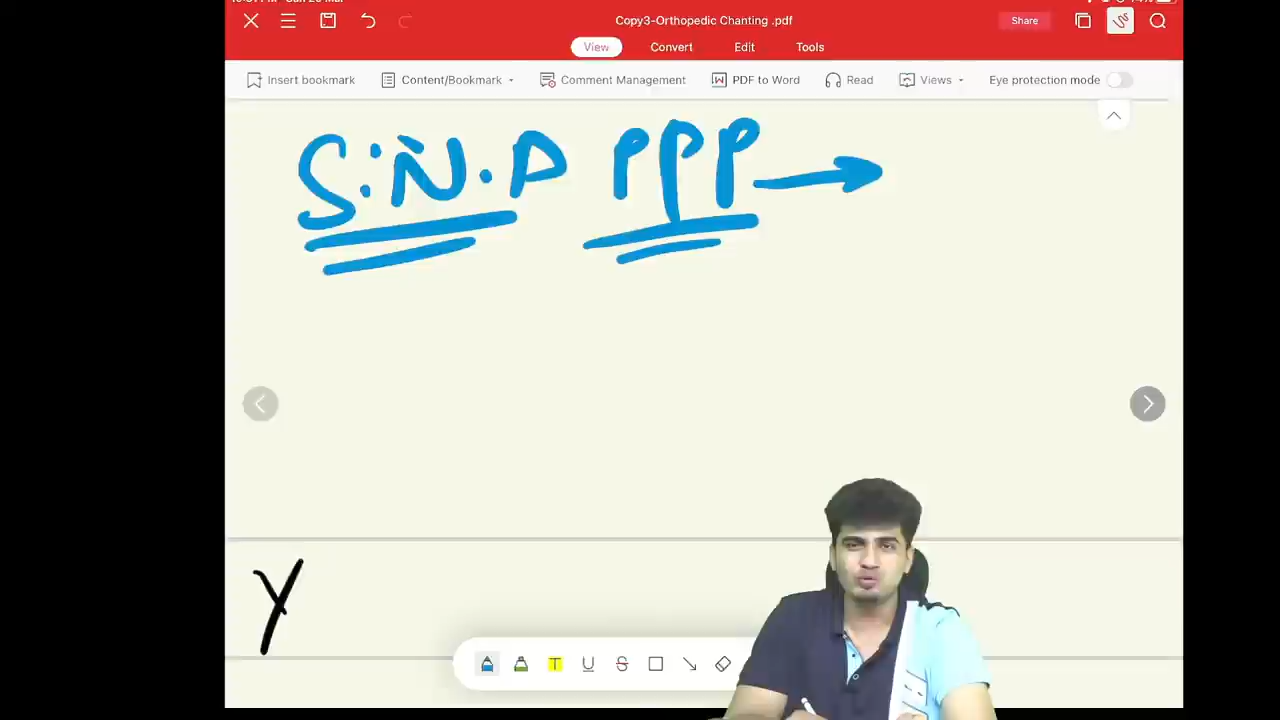 Copy3-Orthopedic Chanting .pdf
Share
View Convert Edit Tools
Insert bookmark Content/Bookmark Comment Management PDF to Word Read Views Eye protection mode
S.N.D PPP →
Y
T U S